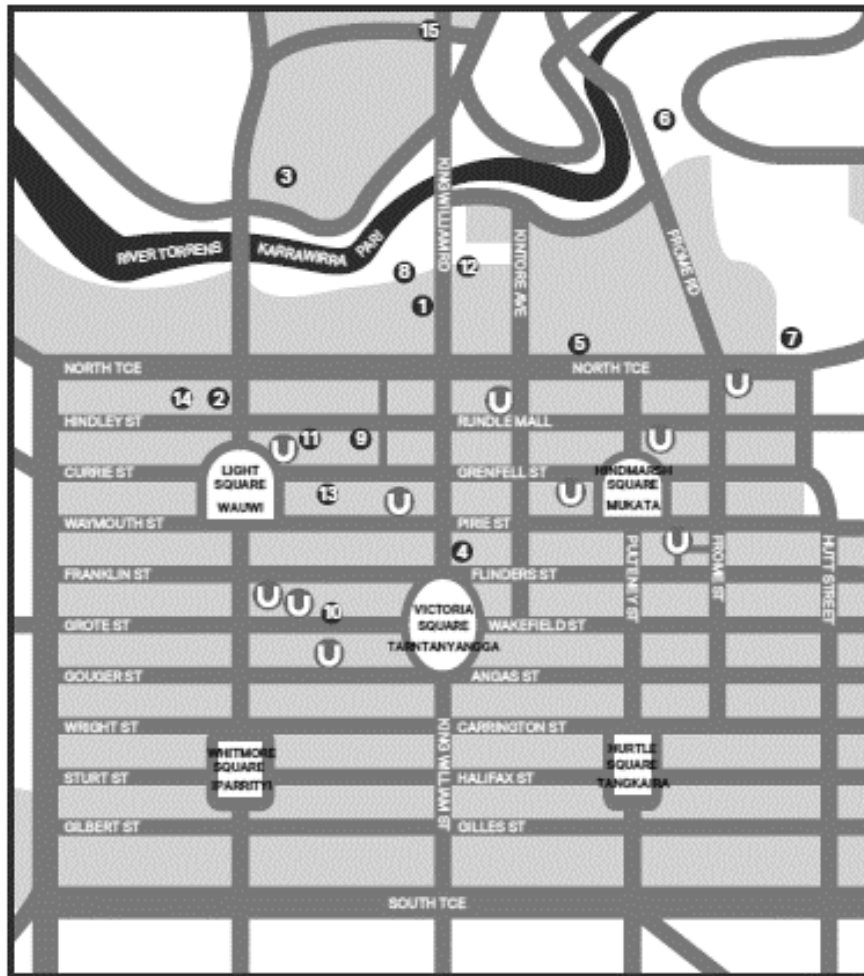 15
6
3
KING WILLIAM RD
RIVER TORRENS
KARRAWIRRA
PARI
KINTORE AVE
FROME RD
8
12
1
5
7
NORTH TCE
NORTH TCE
14
2
U
U
HINDLEY ST
RUNDLE MALL
U
11
9
U
CURRIE ST
LIGHT
SQUARE
WAUWI
GRENFELL ST
HINDMARSH
SQUARE
MUKATA
13
U
U
WAYMOUTH ST
PIRIE ST
4
U
PULTENEY ST
FROME ST
HUTT STREET
FRANKLIN ST
FLINDERS ST
U
U
10
VICTORIA
SQUARE
TARNTANYANGGA
GROTE ST
WAKEFIELD ST
U
GOUGER ST
ANGAS ST
WRIGHT ST
KING WILLIAM ST
CARRINGTON ST
WHITMORE
SQUARE
IPARRITYI
HURTLE
SQUARE
TANGKAIRA
STURT ST
HALIFAX ST
GILBERT ST
GILLES ST
SOUTH TCE